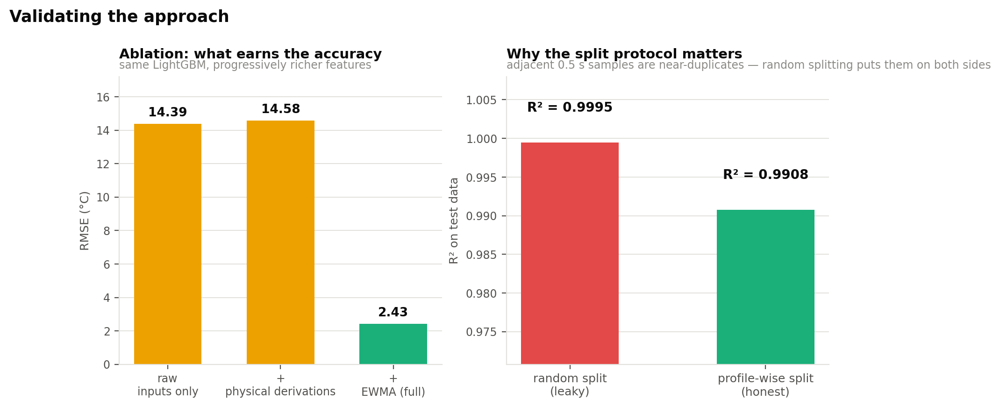 Validating the approach
Ablation: what earns the accuracy
same LightGBM, progressively richer features
RMSE (°C)
16
14
12
10
8
6
4
2
0
14.39
14.58
2.43
raw
inputs only
+
physical derivations
+
EWMA (full)
Why the split protocol matters
adjacent 0.5 s samples are near-duplicates — random splitting puts them on both sides
R² on test data
1.005
1.000
0.995
0.990
0.985
0.980
0.975
R² = 0.9995
R² = 0.9908
random split
(leaky)
profile-wise split
(honest)